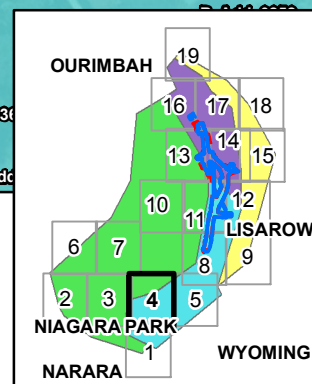 OURIMBAH
19
16 17 18
13 14 15
10 11 12
LISAROW
6 7 8 9
2 3 4 5
NIAGARA PARK
1
WYOMING
NARARA